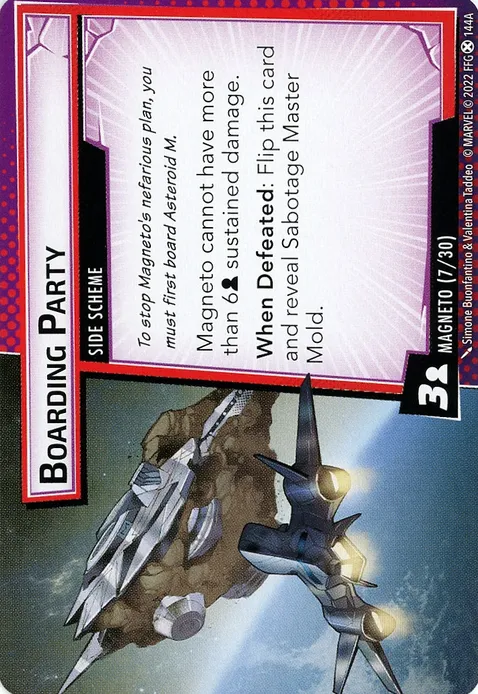 BOARDING PARTY
SIDE SCHEME
To stop Magneto's nefarious plan, you
must first board Asteroid M.
Magneto cannot have more
than 6 sustained damage.
When Defeated: Flip this card
and reveal Sabotage Master
Mold.
3
MAGNETO (7/30)
Simone Buonfantino & Valentina Taddeo © MARVEL © 2022 FFG 144A